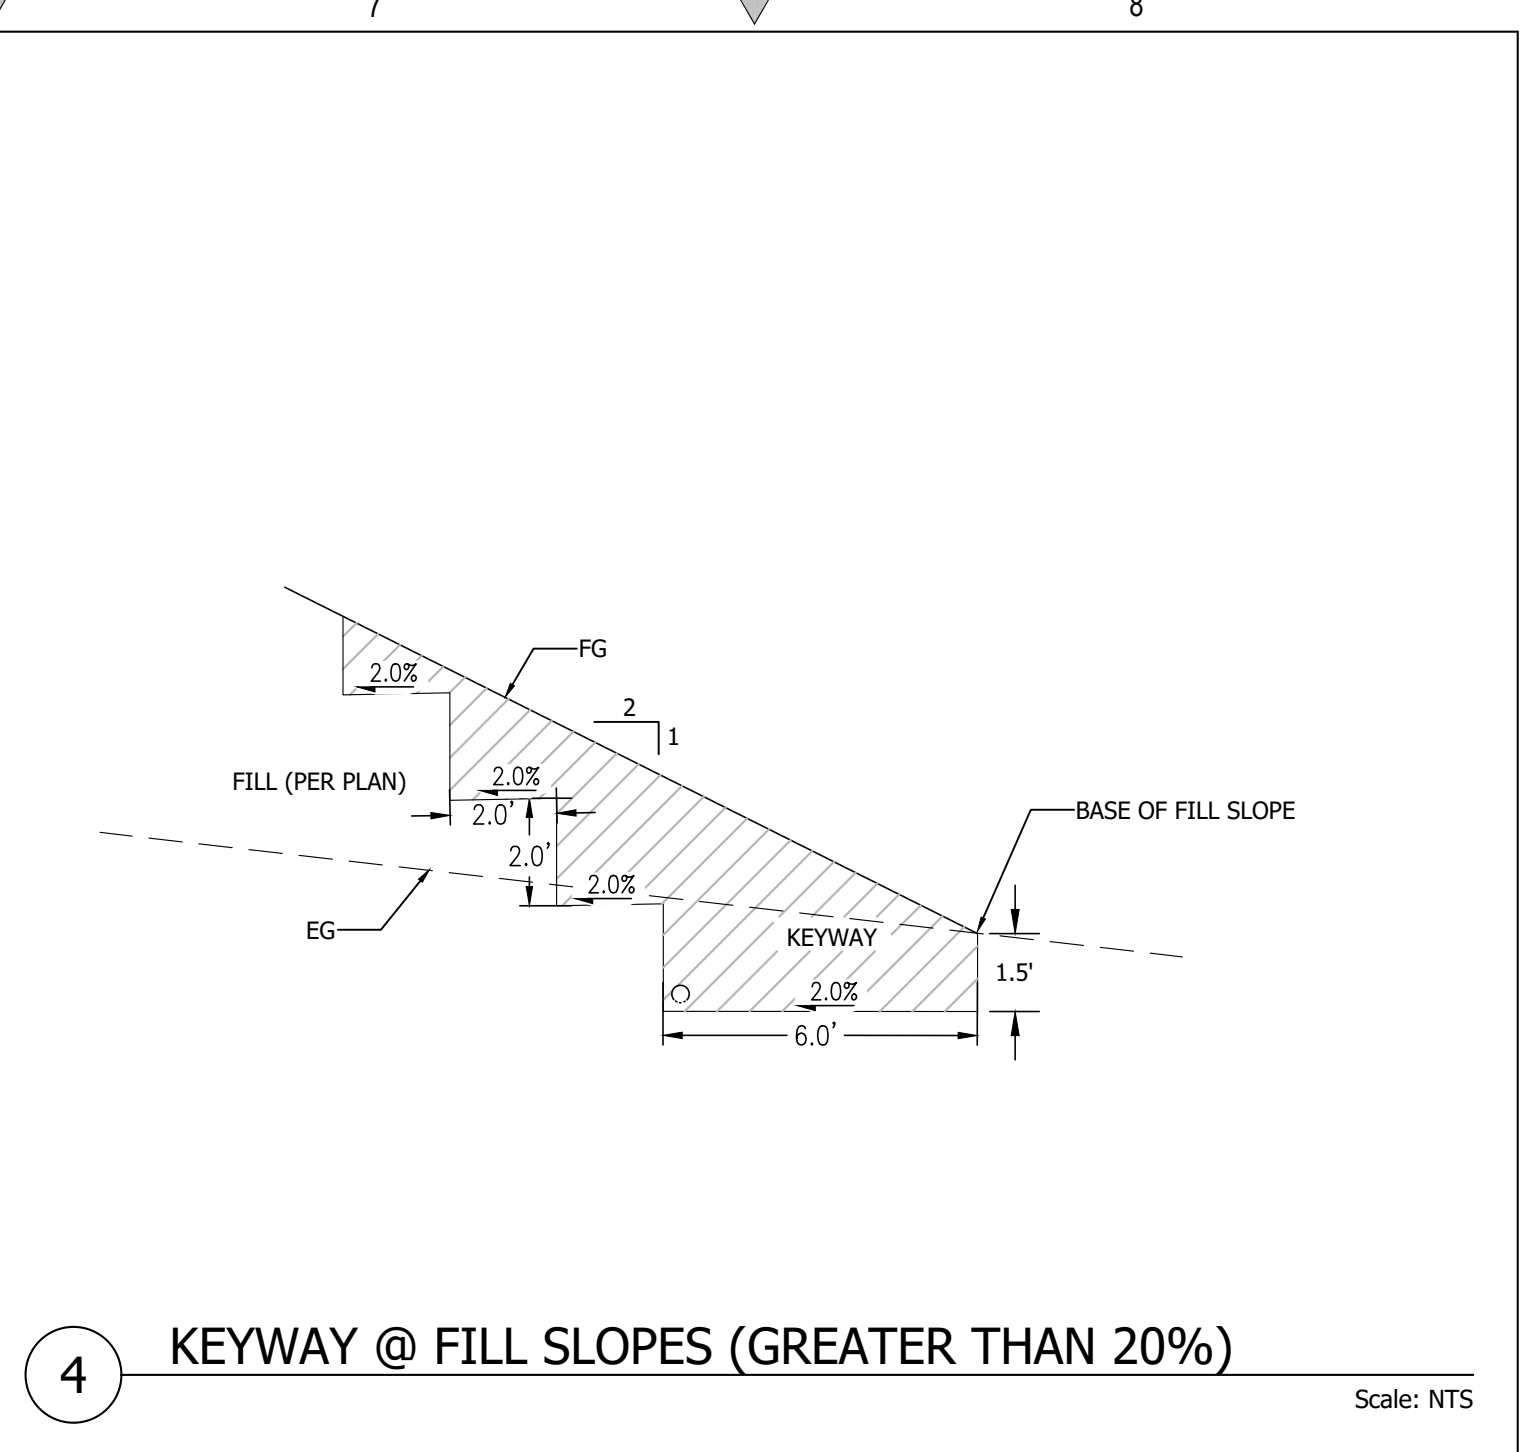 7 8
FG
2.0%
2
1
2.0%
FILL (PER PLAN)
2.0'
BASE OF FILL SLOPE
2.0'
2.0%
EG
KEYWAY
1.5'
2.0%
6.0'
4
KEYWAY @ FILL SLOPES (GREATER THAN 20%)
Scale: NTS